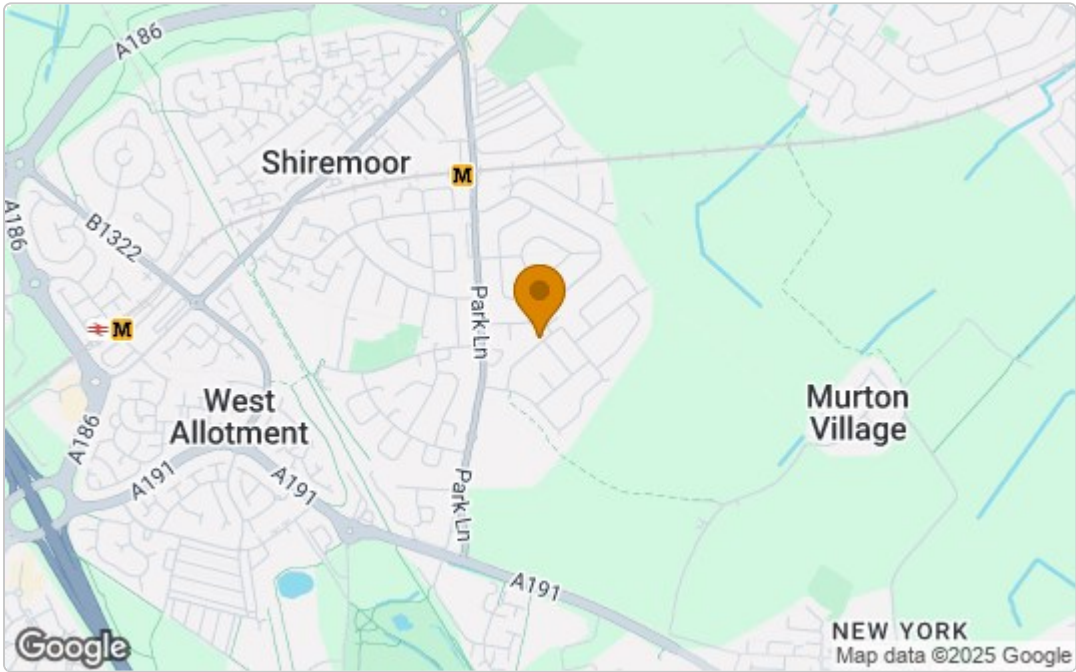 A186
Shiremoor
M
A186
B1322
Park Ln
M
West
Allotment
Murton
Village
A186
A191
A191
Park Ln
A191
NEW YORK
Google
Map data ©2025 Google